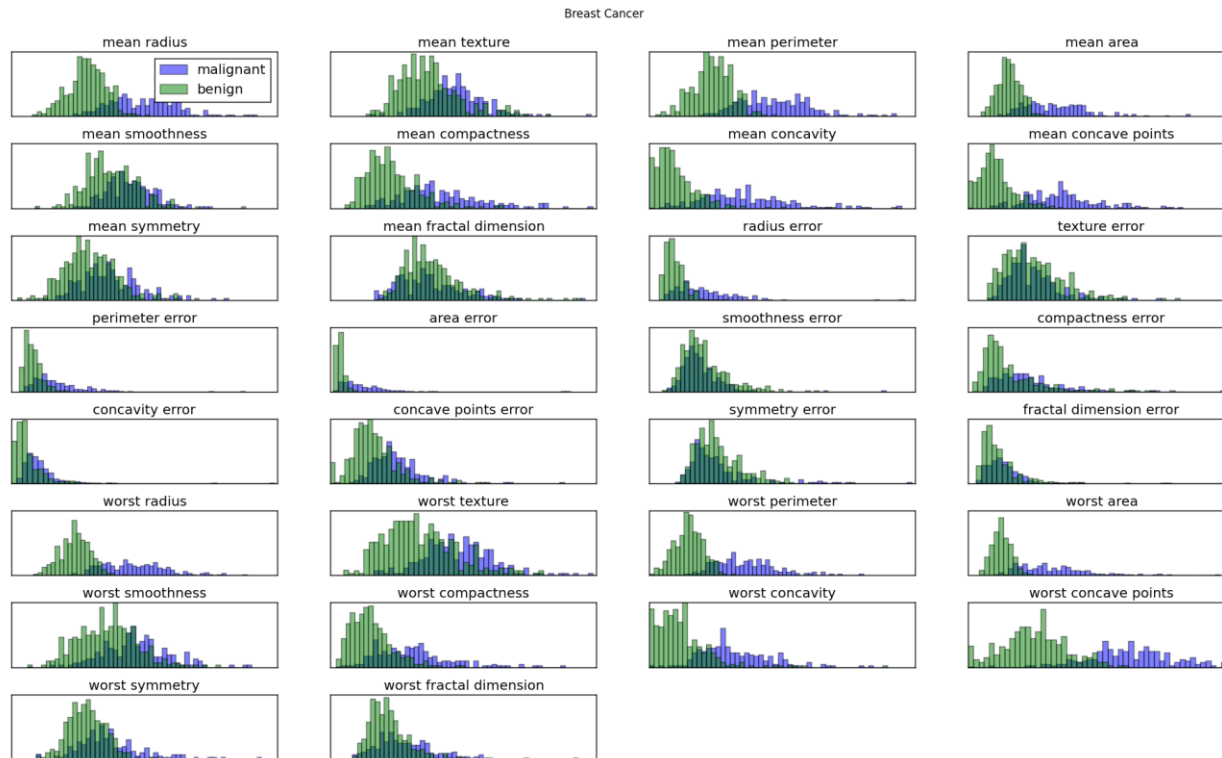 Breast Cancer
mean radius
malignant
benign
mean texture
mean perimeter
mean area
mean smoothness
mean compactness
mean concavity
mean concave points
mean symmetry
mean fractal dimension
radius error
texture error
perimeter error
area error
smoothness error
compactness error
concavity error
concave points error
symmetry error
fractal dimension error
worst radius
worst texture
worst perimeter
worst area
worst smoothness
worst compactness
worst concavity
worst concave points
worst symmetry
worst fractal dimension